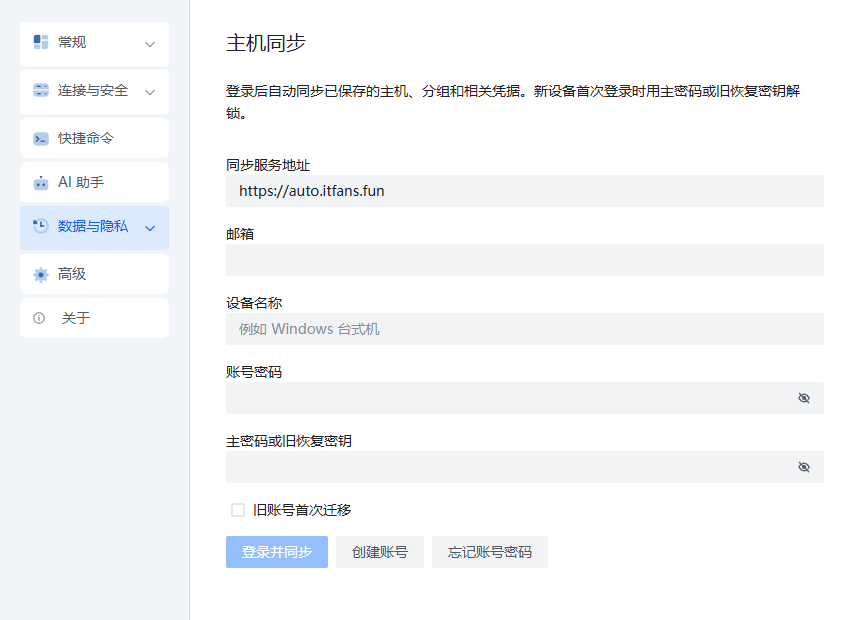 常规
连接与安全
快捷命令
AI 助手
数据与隐私
高级
关于
主机同步
登录后自动同步已保存的主机、分组和相关凭据。新设备首次登录时用主密码或旧恢复密钥解
锁。
同步服务地址
https://auto.itfans.fun
邮箱
设备名称
例如 Windows 台式机
账号密码
主密码或旧恢复密钥
旧账号首次迁移
登录并同步 创建账号 忘记账号密码